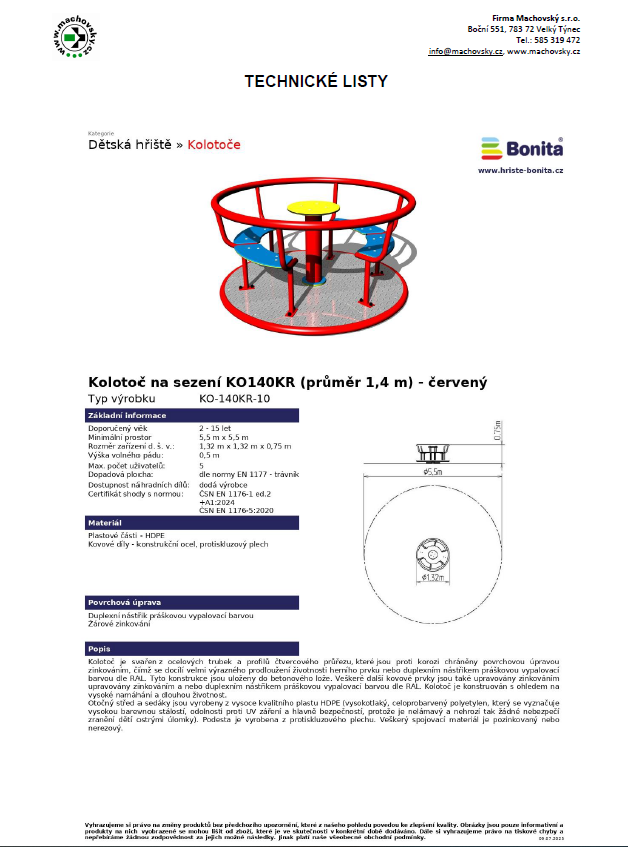 www.machovsky.cz
Firma Machovský s.r.o.
Boční 551, 783 72 Velký Týnec
Tel.: 585 319 472
info@machovsky.cz, www.machovsky.cz
TECHNICKÉ LISTY
Kategorie
Dětská hřiště » Kolotoče
Bonita®
www.hriste-bonita.cz
Kolotoč na sezení KO140KR (průměr 1,4 m) - červený
Typ výrobku KO-140KR-10
Základní informace
Doporučený věk 2 - 15 let
Minimální prostor 5,5 m x 5,5 m
Rozměr zařízení d. š. v.: 1,32 m x 1,32 m x 0,75 m
Výška volného pádu: 0,5 m
Max. počet uživatelů: 5
Dopadová plocha: dle normy EN 1177 - trávník
Dostupnost náhradních dílů: dodá výrobce
Certifikát shody s normou: ČSN EN 1176-1 ed.2
+A1:2024
ČSN EN 1176-5:2020
0,75m
ø5,5m
ø1,32m
Materiál
Plastové části - HDPE
Kovové díly - konstrukční ocel, protiskluzový plech
Povrchová úprava
Duplexní nástřik práškovou vypalovací barvou
Žárové zinkování
Popis
Kolotoč je svařen z ocelových trubek a profilů čtvercového průřezu, které jsou proti korozi chráněny povrchovou úpravou
zinkováním, čímž se docílí velmi výrazného prodloužení životnosti herního prvku nebo duplexním nástřikem práškovou vypalovací
barvou dle RAL. Tyto konstrukce jsou uloženy do betonového lože. Veškeré další kovové prvky jsou také upravovány zinkováním
upravovány zinkováním a nebo duplexním nástřikem práškovou vypalovací barvou dle RAL. Kolotoč je konstruován s ohledem na
vysoké namáhání a dlouhou životnost.
Otočný střed a sedáky jsou vyrobeny z vysoce kvalitního plastu HDPE (vysokotlaký, celoprobarvený polyetylen, který se vyznačuje
vysokou barevnou stálostí, odolností proti UV záření a hlavně bezpečností, protože je nelámavý a nehrozí tak žádné nebezpečí
zranění dětí ostrými úlomky). Podesta je vyrobena z protiskluzového plechu. Veškerý spojovací materiál je pozinkovaný nebo
nerezový.
Vyhrazujeme si právo na změny produktů bez předchozího upozornění, které z našeho pohledu povedou ke zlepšení kvality. Obrázky jsou pouze informativní a
produkty na nich vyobrazené se mohou lišit od zboží, které je ve skutečnosti v konkrétní době dodáváno. Dále si vyhrazujeme právo na tiskové chyby a
nepřebíráme žádnou zodpovědnost za jejich možné následky. Jinak platí naše všeobecné obchodní podmínky.